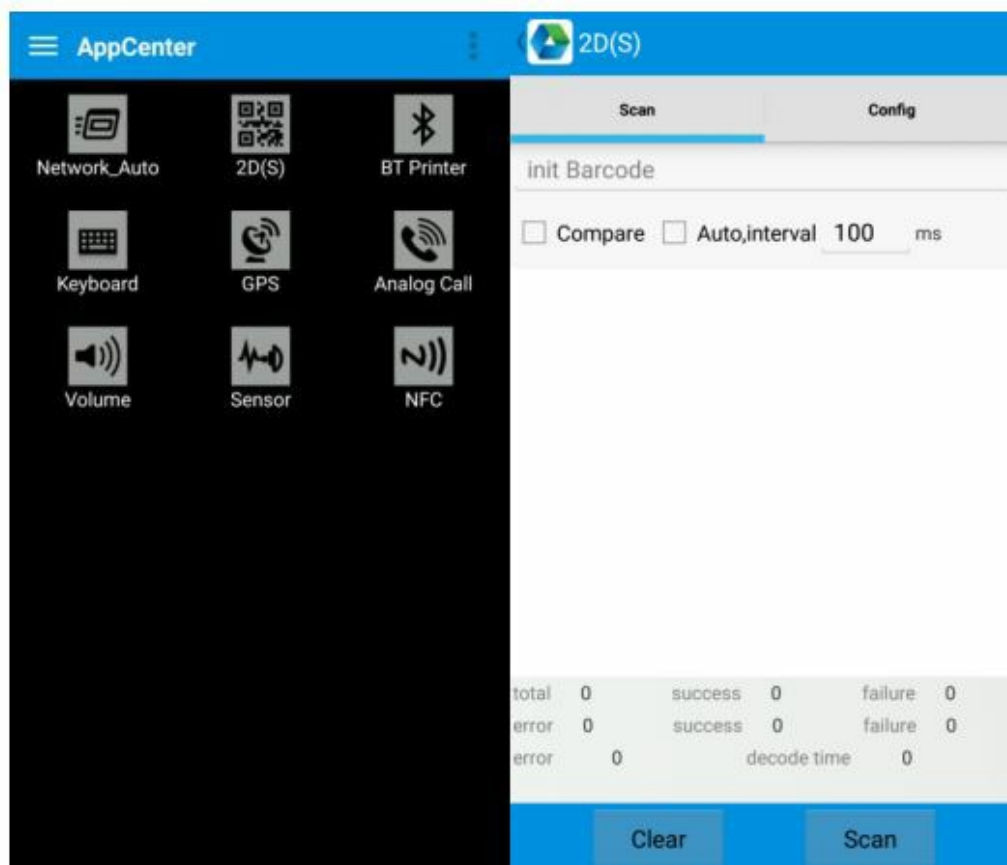 AppCenter
Network_Auto
2D(S)
BT Printer
Keyboard
GPS
Analog Call
Volume
Sensor
NFC
2D(S)
Scan
Config
init Barcode
Compare Auto,interval 100 ms
total 0 success 0 failure 0
error 0 success 0 failure 0
error 0 decode time 0
Clear
Scan